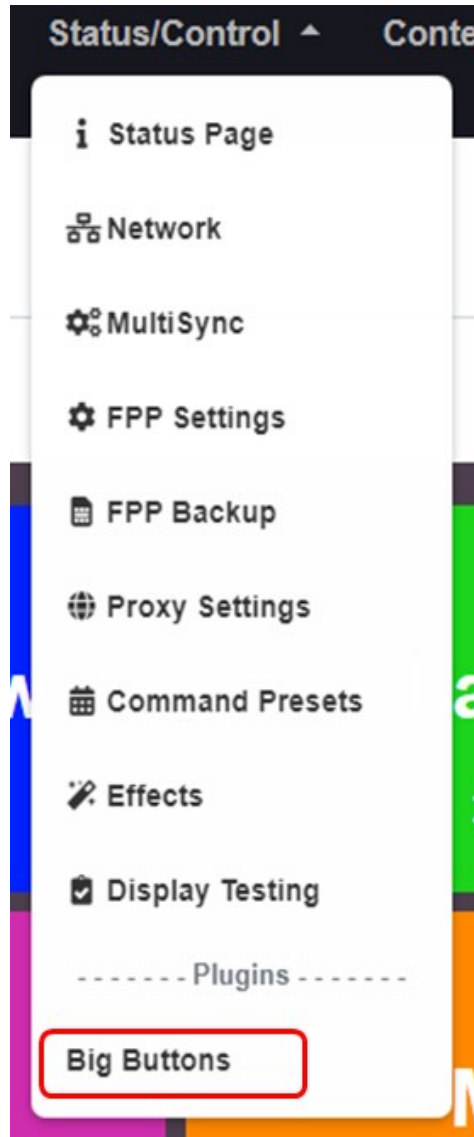 Status/Control
Status Page
Network
MultiSync
FPP Settings
FPP Backup
Proxy Settings
Command Presets
Effects
Display Testing
------- Plugins -------
Big Buttons